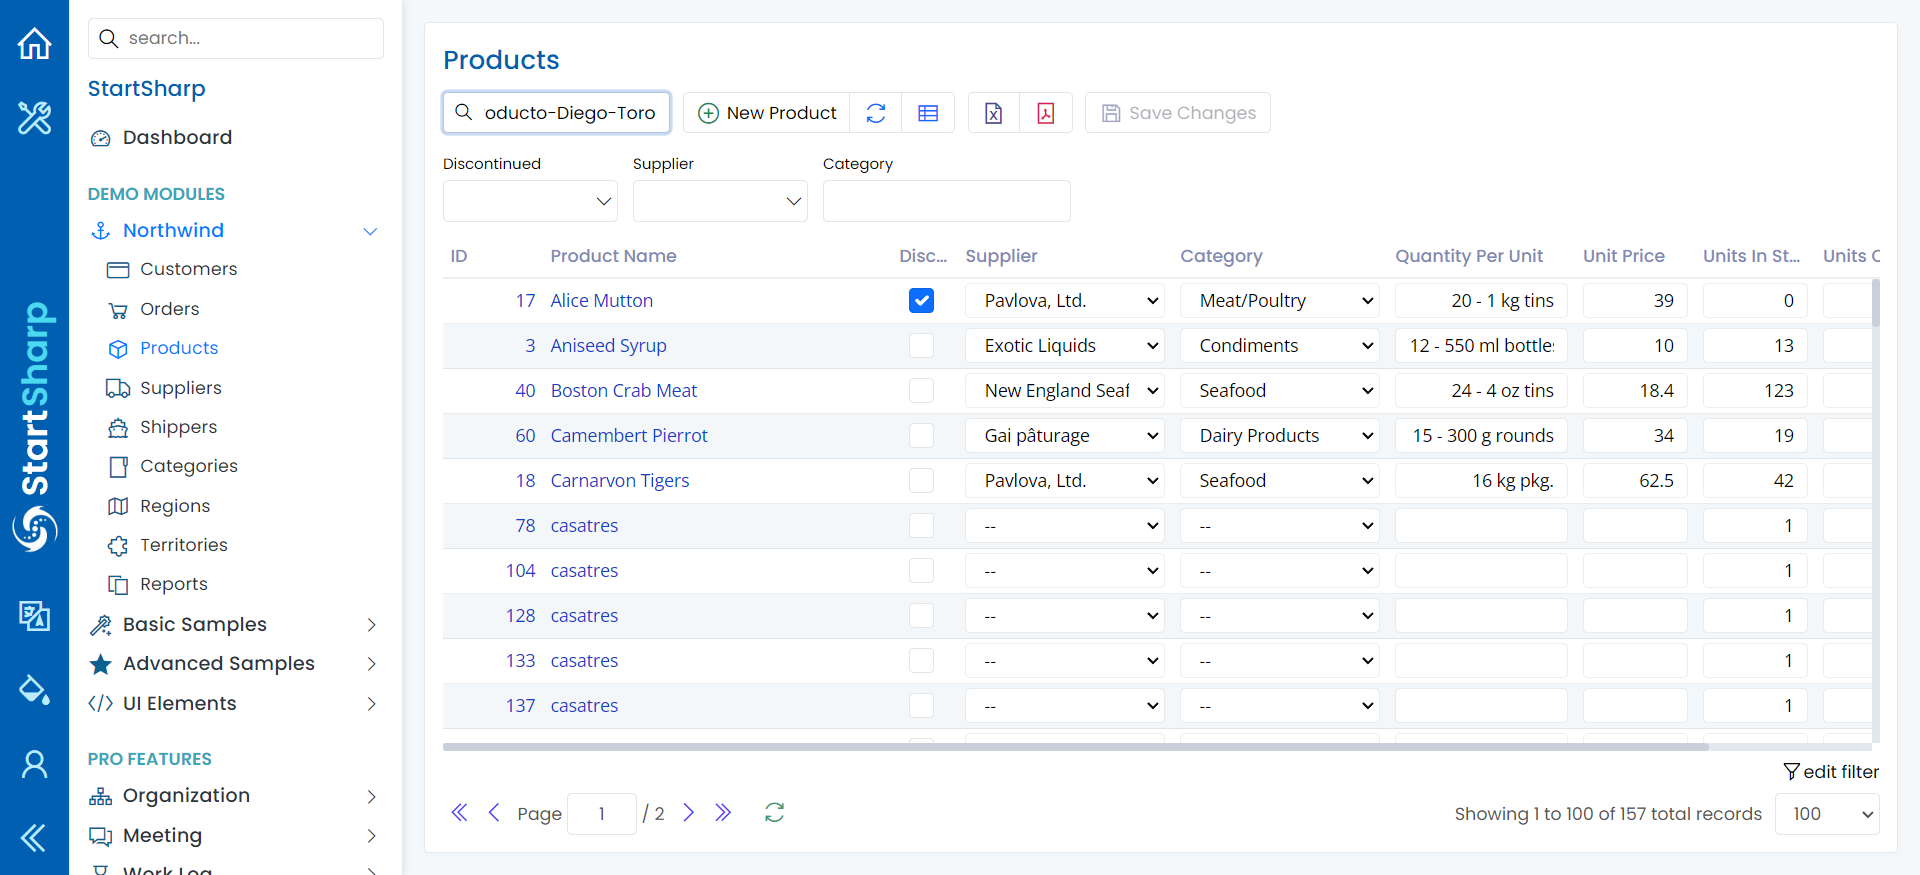 search...
StartSharp
Dashboard
DEMO MODULES
Northwind
Customers
Orders
Products
Suppliers
Shippers
Categories
Regions
Territories
Reports
Basic Samples
Advanced Samples
UI Elements
PRO FEATURES
Organization
Meeting
Work Log
StartSharp
Products
oducto-Diego-Toro
New Product
Save Changes
Discontinued Supplier Category
ID Product Name Disc... Supplier Category Quantity Per Unit Unit Price Units In St... Units
17 Alice Mutton Pavlova, Ltd. Meat/Poultry 20 - 1 kg tins 39 0
3 Aniseed Syrup Exotic Liquids Condiments 12 - 550 ml bottles 10 13
40 Boston Crab Meat New England Seaf Seafood 24 - 4 oz tins 18.4 123
60 Camembert Pierrot Gai pâturage Dairy Products 15 - 300 g rounds 34 19
18 Carnarvon Tigers Pavlova, Ltd. Seafood 16 kg pkg. 62.5 42
78 casatres -- -- 1
104 casatres -- -- 1
128 casatres -- -- 1
133 casatres -- -- 1
137 casatres -- -- 1
edit filter
Page 1 / 2
Showing 1 to 100 of 157 total records 100